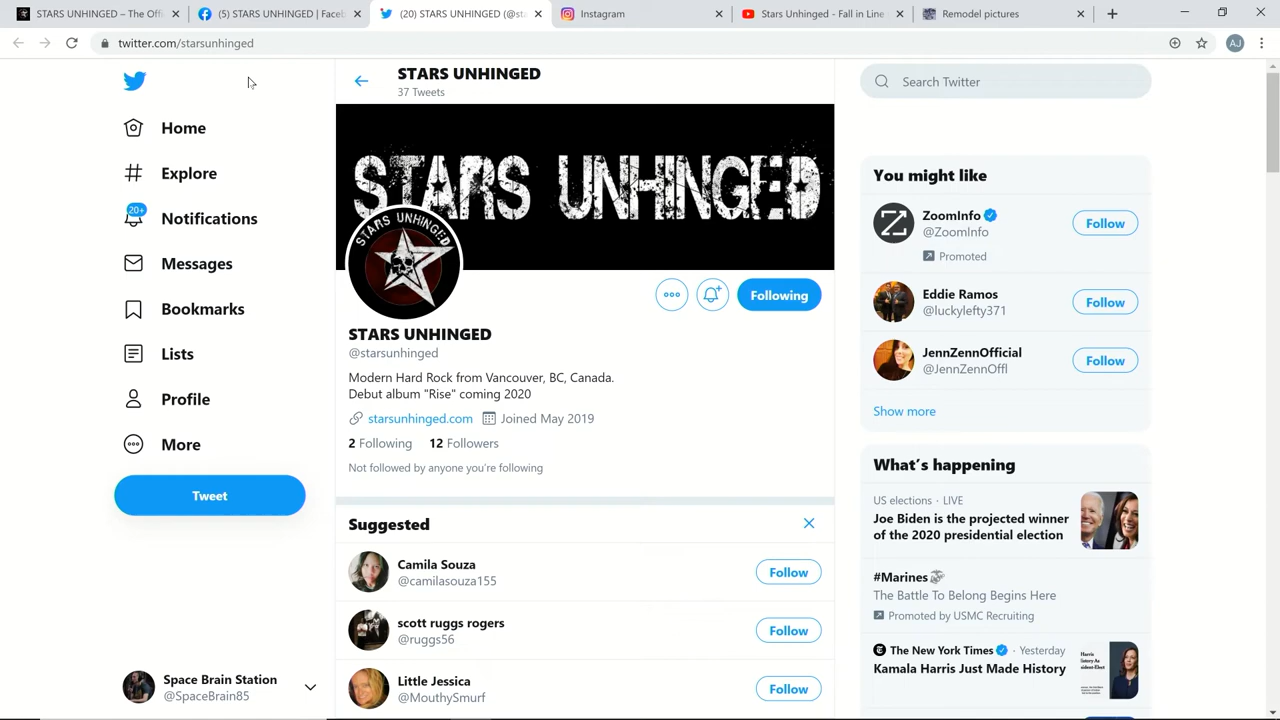 STARS UNHINGED – The Offi
(5) STARS UNHINGED | Faceb
(20) STARS UNHINGED (@sta
Instagram
Stars Unhinged - Fall in Line
Remodel pictures
twitter.com/starsunhinged
AJ
STARS UNHINGED
37 Tweets
Search Twitter
Home
Explore
20+
Notifications
Messages
Bookmarks
Lists
Profile
More
Tweet
STARS UNHINGED
STARS UNHINGED
Following
STARS UNHINGED
@starsunhinged
Modern Hard Rock from Vancouver, BC, Canada.
Debut album "Rise" coming 2020
starsunhinged.com Joined May 2019
2 Following 12 Followers
Not followed by anyone you're following
Suggested
Camila Souza
@camilasouza155
Follow
scott ruggs rogers
@ruggs56
Follow
Little Jessica
@MouthySmurf
Follow
You might like
ZoomInfo
@ZoomInfo
Follow
Promoted
Eddie Ramos
@luckylefty371
Follow
JennZennOfficial
@JennZennOffl
Follow
Show more
What's happening
US elections · LIVE
Joe Biden is the projected winner
of the 2020 presidential election
#Marines
The Battle To Belong Begins Here
Promoted by USMC Recruiting
The New York Times · Yesterday
Kamala Harris Just Made History
Space Brain Station
@SpaceBrain85